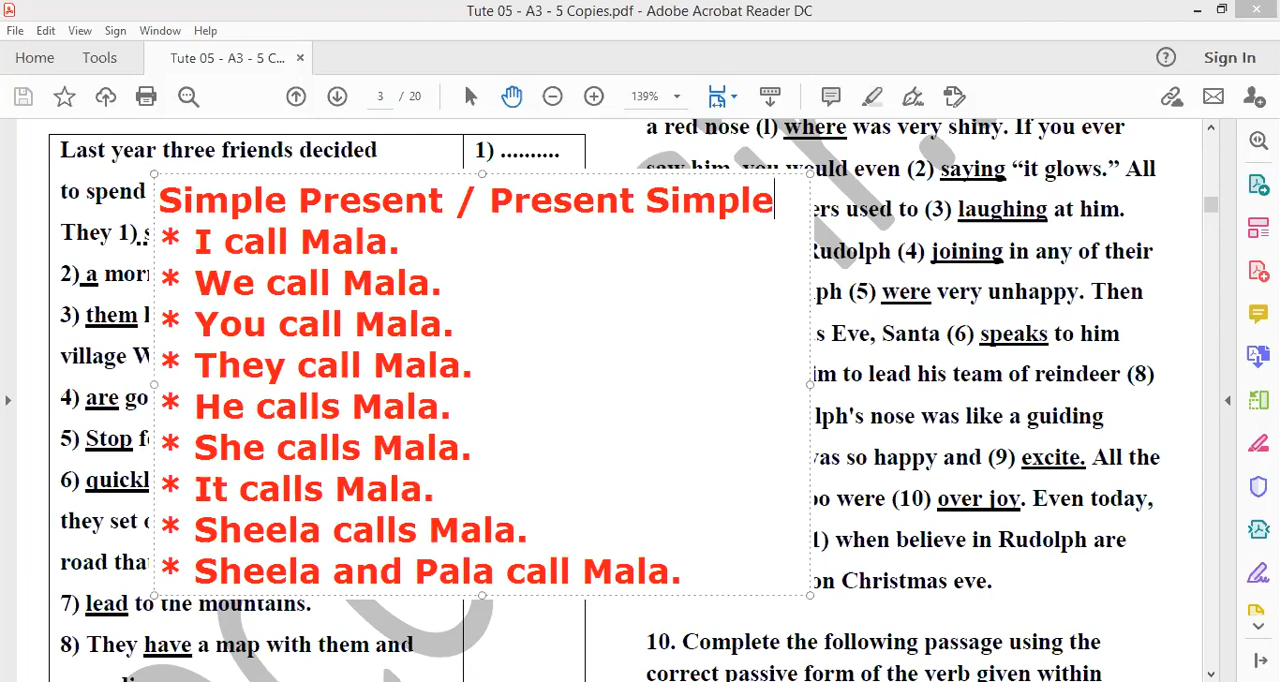 Tute 05 - A3 - 5 Copies.pdf - Adobe Acrobat Reader DC
File Edit View Sign Window Help
Home Tools Tute 05 - A3 - 5 C... × Sign In
3 / 20 139%
Last year three friends decided
1) ..........
to spend
They 1)
2) a
3) them
village
4) are go
5) Stop
6)
they set
road
7) lead to the mountains.
8) They have a map with them and
Simple Present / Present Simple
* I call Mala.
* We call Mala.
* You call Mala.
* They call Mala.
* He calls Mala.
* She calls Mala.
* It calls Mala.
* Sheela calls Mala.
* Sheela and Pala call Mala.
a red nose (l) where was very shiny. If you ever
saw him, you would even (2) saying “it glows.” All
ers used to (3) laughing at him.
Rudolph (4) joining in any of their
ph (5) were very unhappy. Then
s Eve, Santa (6) speaks to him
im to lead his team of reindeer (8)
lph's nose was like a guiding
was so happy and (9) excite. All the
oo were (10) over joy. Even today,
1) when believe in Rudolph are
on Christmas eve.
10. Complete the following passage using the
correct passive form of the verb given within